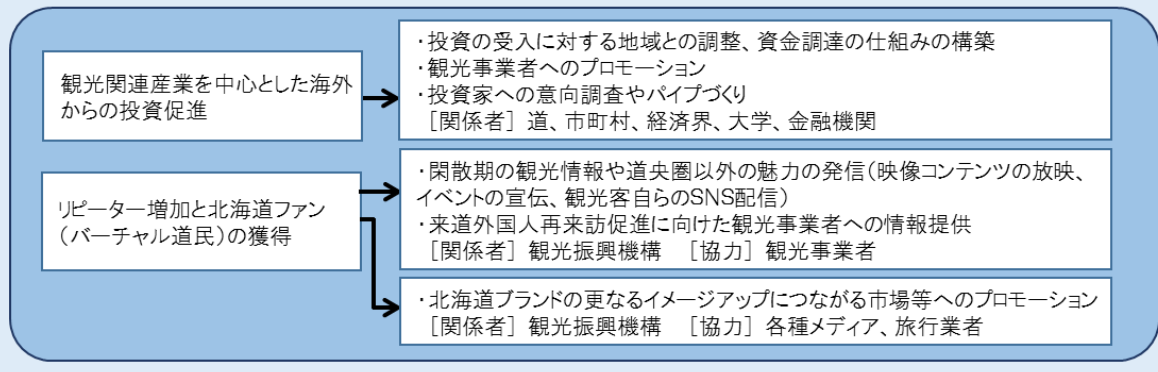 観光関連産業を中心とした海外
からの投資促進
・投資の受入に対する地域との調整、資金調達の仕組みの構築
・観光事業者へのプロモーション
・投資家への意向調査やパイプづくり
［関係者］道、市町村、経済界、大学、金融機関
リピーター増加と北海道ファン
（バーチャル道民）の獲得
・閑散期の観光情報や道央圏以外の魅力の発信（映像コンテンツの放映、
イベントの宣伝、観光客自らのSNS配信）
・来道外国人再来訪促進に向けた観光事業者への情報提供
［関係者］観光振興機構　［協力］観光事業者
・北海道ブランドの更なるイメージアップにつながる市場等へのプロモーション
［関係者］観光振興機構　［協力］各種メディア、旅行業者